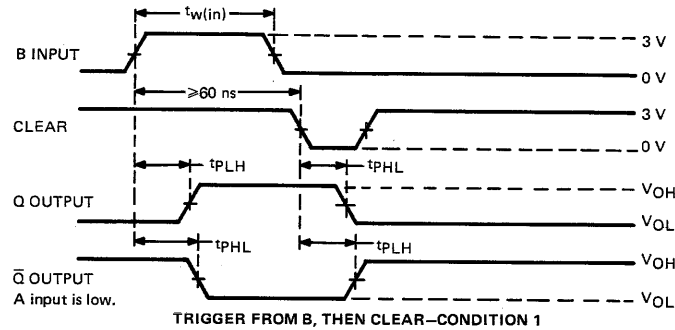 tw(in)
3 V
B INPUT
0 V
⩾60 ns
3 V
CLEAR
0 V
tPLH
tPHL
VOH
Q OUTPUT
VOL
tPHL
tPLH
VOH
Q̅ OUTPUT
A input is low.
VOL
TRIGGER FROM B, THEN CLEAR–CONDITION 1